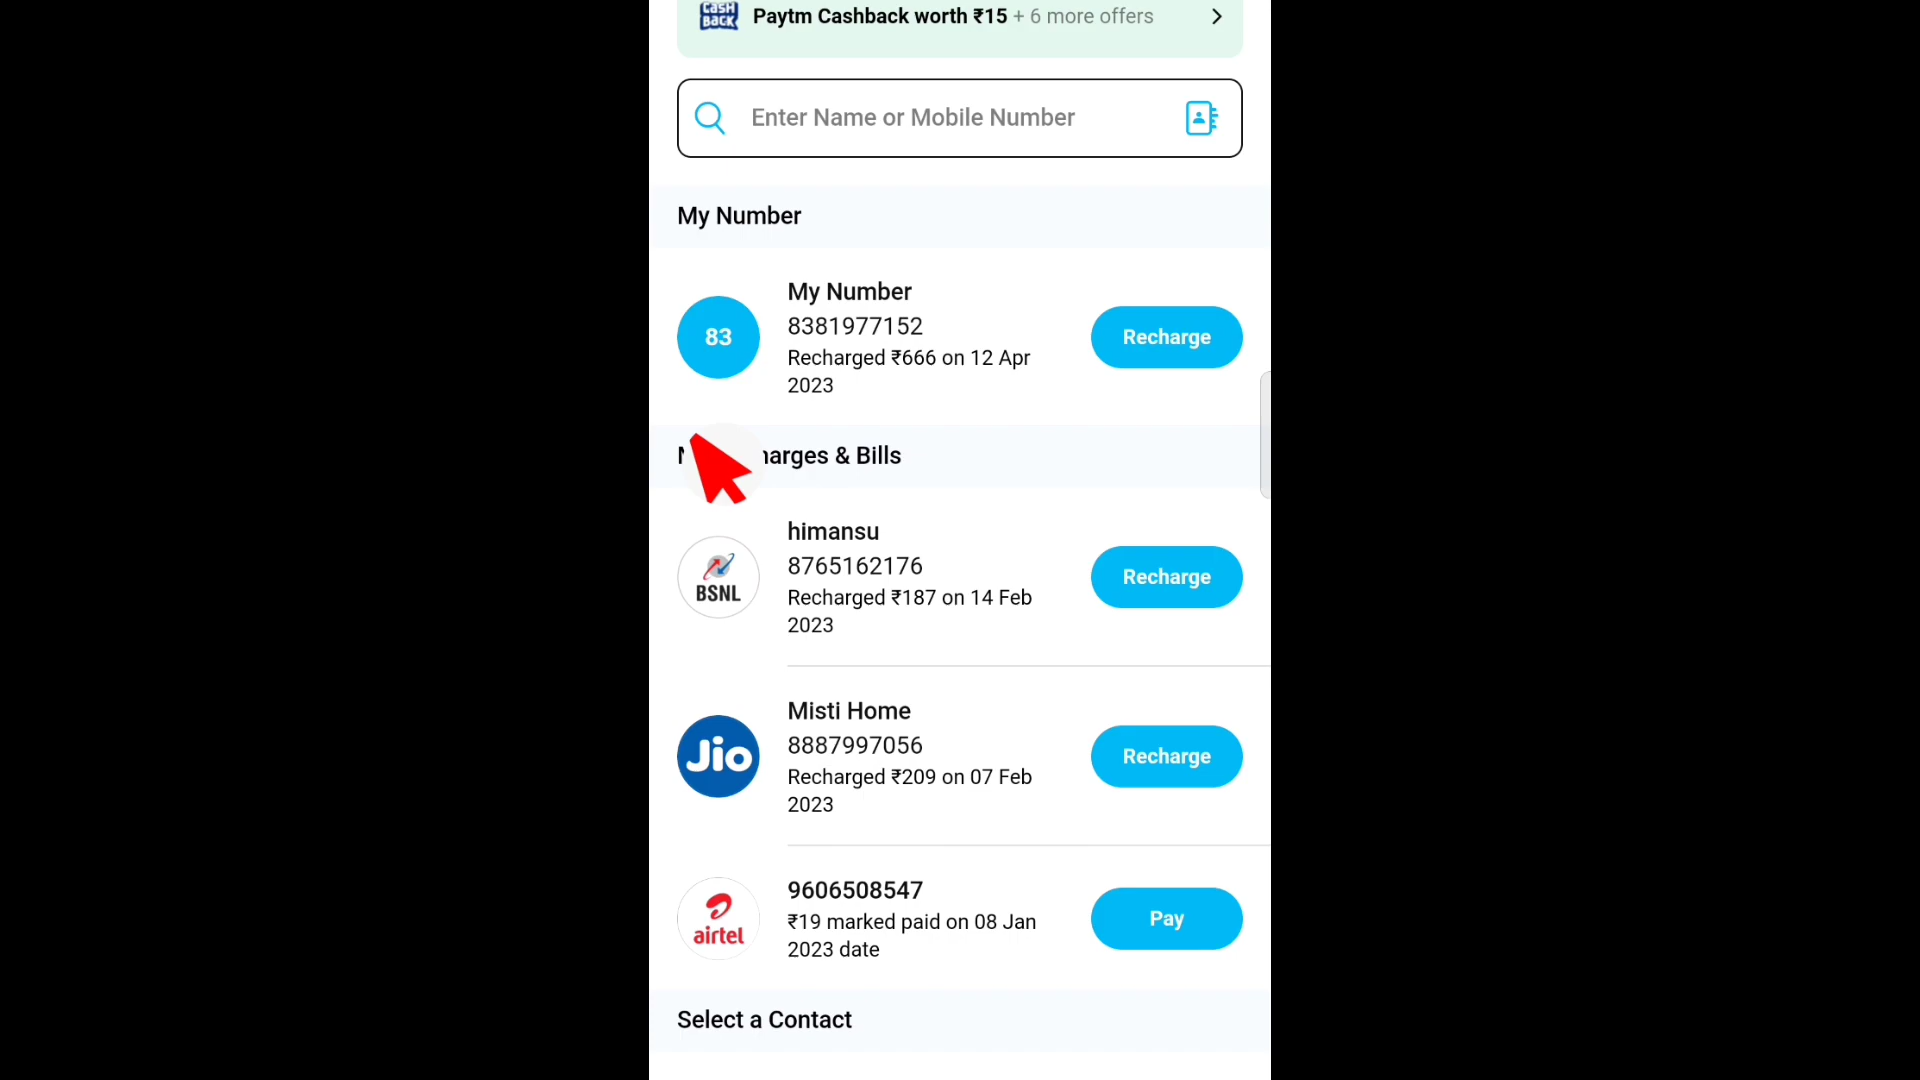 CASH
BACK
Paytm Cashback worth ₹15 + 6 more offers
Enter Name or Mobile Number
My Number
83
My Number
8381977152
Recharged ₹666 on 12 Apr
2023
Recharge
& Bills
BSNL
himansu
8765162176
Recharged ₹187 on 14 Feb
2023
Recharge
Jio
Misti Home
8887997056
Recharged ₹209 on 07 Feb
2023
Recharge
airtel
9606508547
₹19 marked paid on 08 Jan
2023 date
Pay
Select a Contact